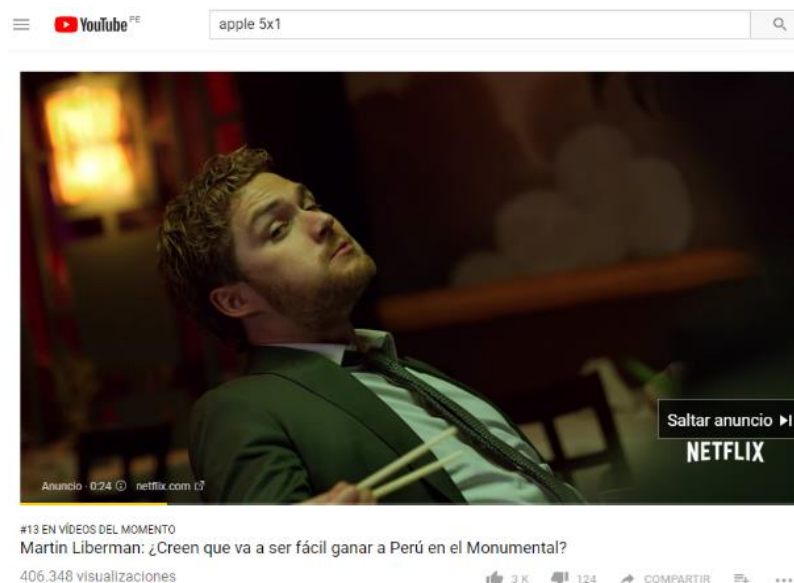 YouTube PE
apple 5x1
Saltar anuncio
NETFLIX
Anuncio · 0:24 netflix.com
#13 EN VÍDEOS DEL MOMENTO
Martin Liberman: ¿Creen que va a ser fácil ganar a Perú en el Monumental?
406.348 visualizaciones
3 K 124 COMPARTIR